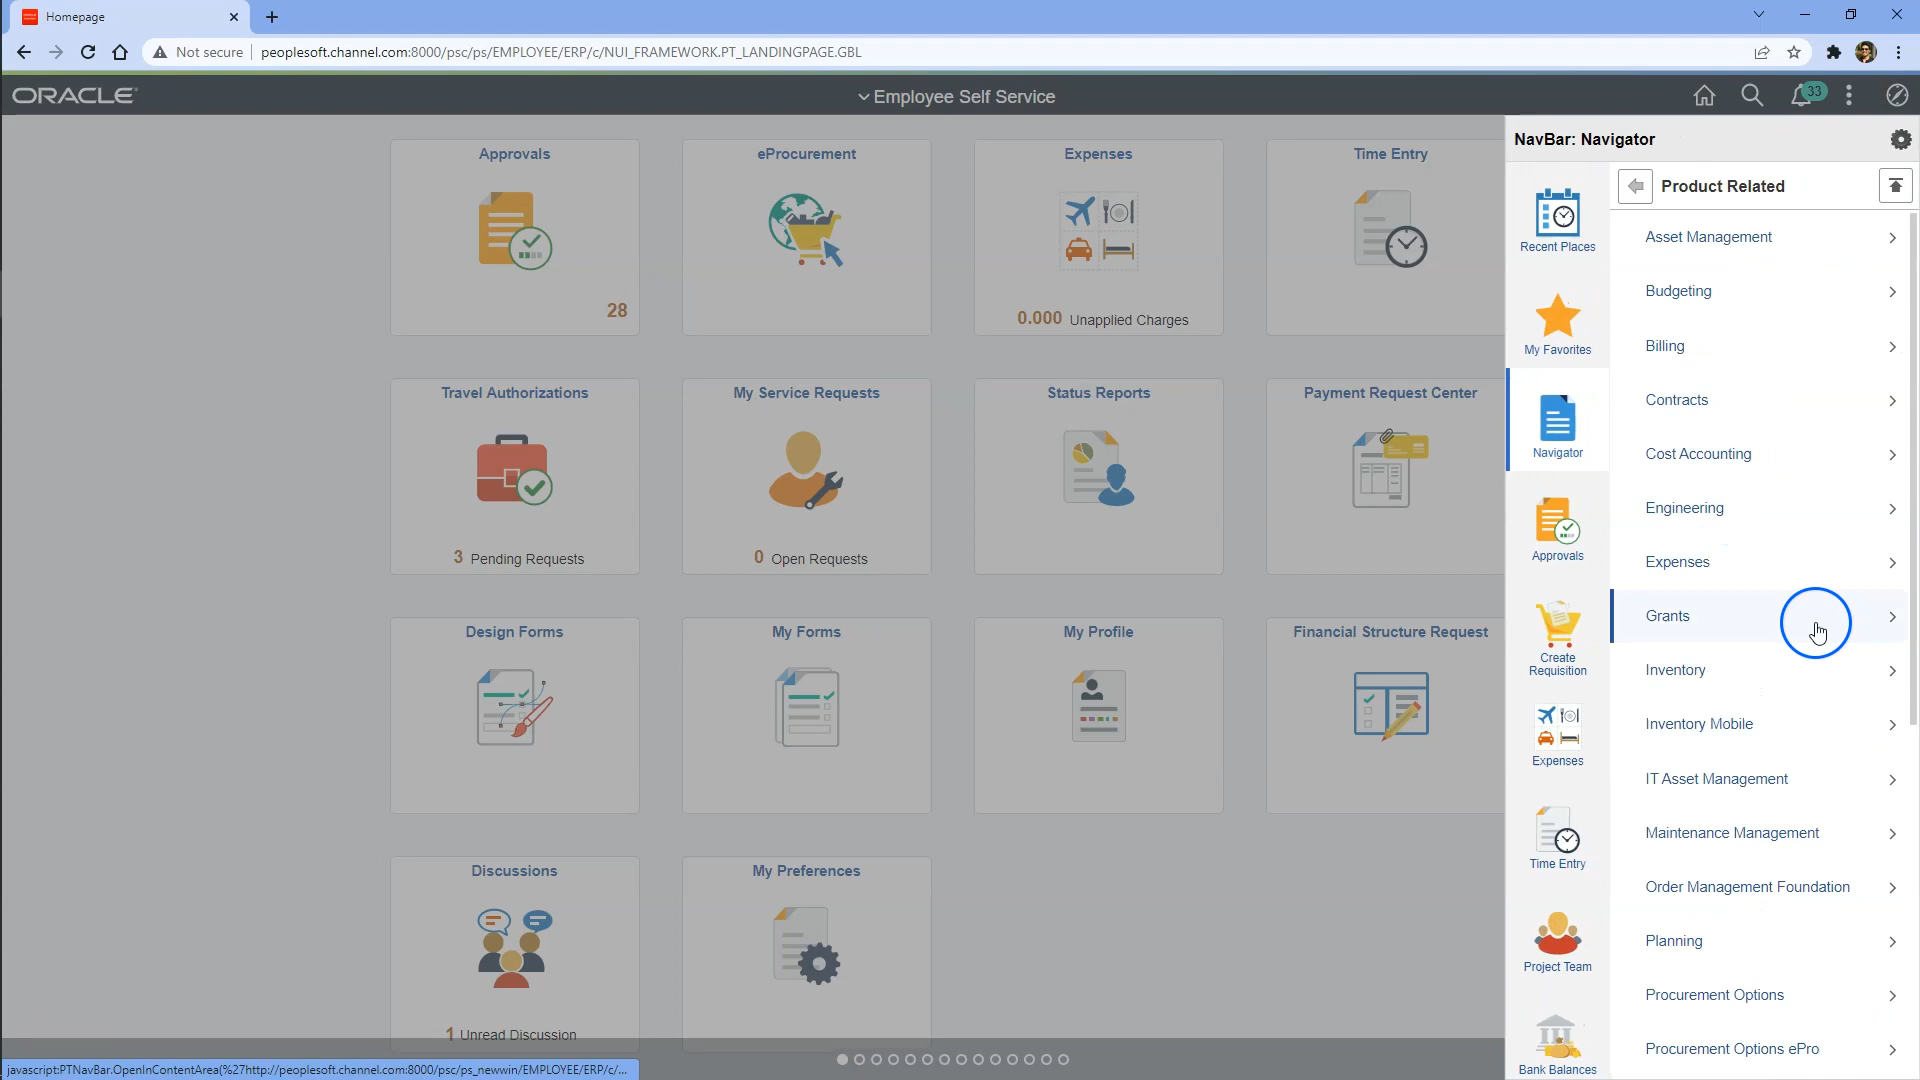 Homepage
Not secure
peoplesoft.channel.com:8000/psc/ps/EMPLOYEE/ERP/c/NUI_FRAMEWORK.PT_LANDINGPAGE.GBL
ORACLE
Employee Self Service
33
Approvals
28
eProcurement
Expenses
0.000 Unapplied Charges
Time Entry
Travel Authorizations
3 Pending Requests
My Service Requests
0 Open Requests
Status Reports
Payment Request Center
Design Forms
My Forms
My Profile
Financial Structure Request
Discussions
1 Unread Discussion
My Preferences
NavBar: Navigator
Recent Places
My Favorites
Navigator
Approvals
Create
Requisition
Expenses
Time Entry
Project Team
Bank Balances
Product Related
Asset Management
Budgeting
Billing
Contracts
Cost Accounting
Engineering
Expenses
Grants
Inventory
Inventory Mobile
IT Asset Management
Maintenance Management
Order Management Foundation
Planning
Procurement Options
Procurement Options ePro
javascript:PTNavBar.OpenInContentArea(%27http://peoplesoft.channel.com:8000/psc/ps_newwin/EMPLOYEE/ERP/c/...